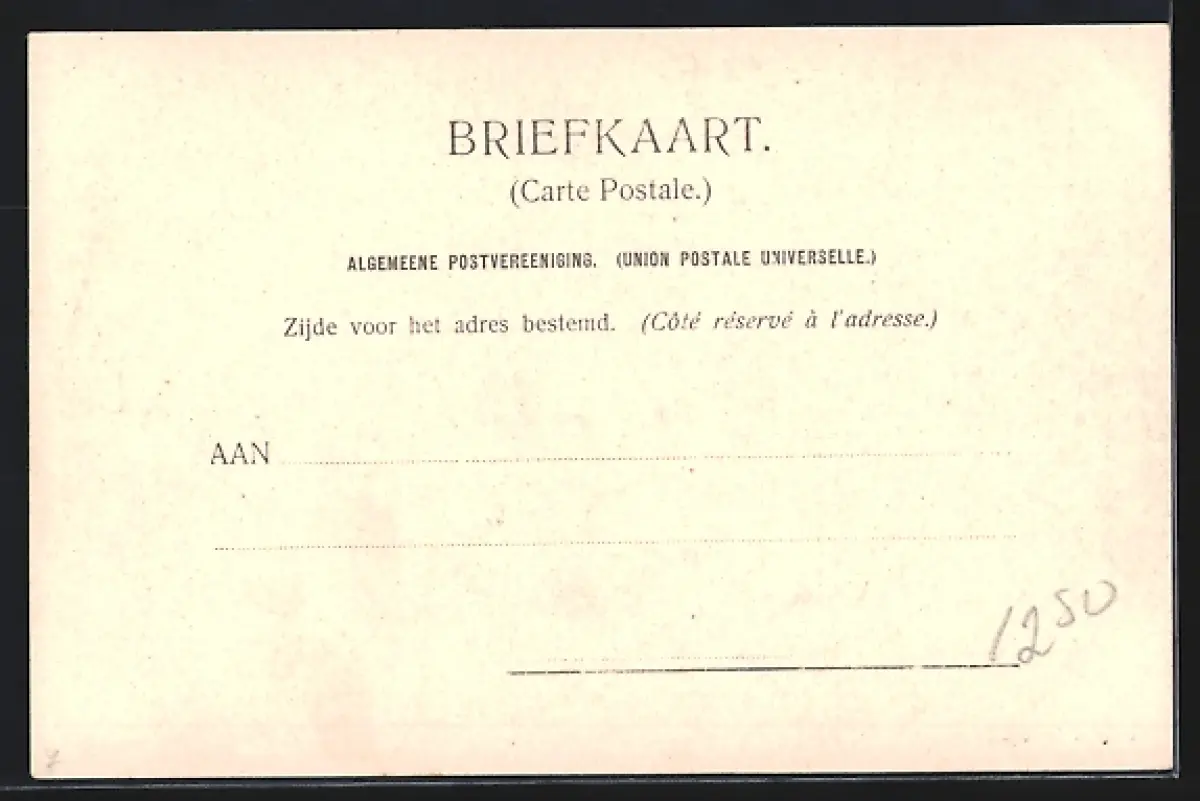 BRIEFKAART.
(Carte Postale.)
ALGEMEENE POSTVEREENIGING. (UNION POSTALE UNIVERSELLE.)
Zijde voor het adres bestemd. (Côté réservé à l'adresse.)
AAN
1250